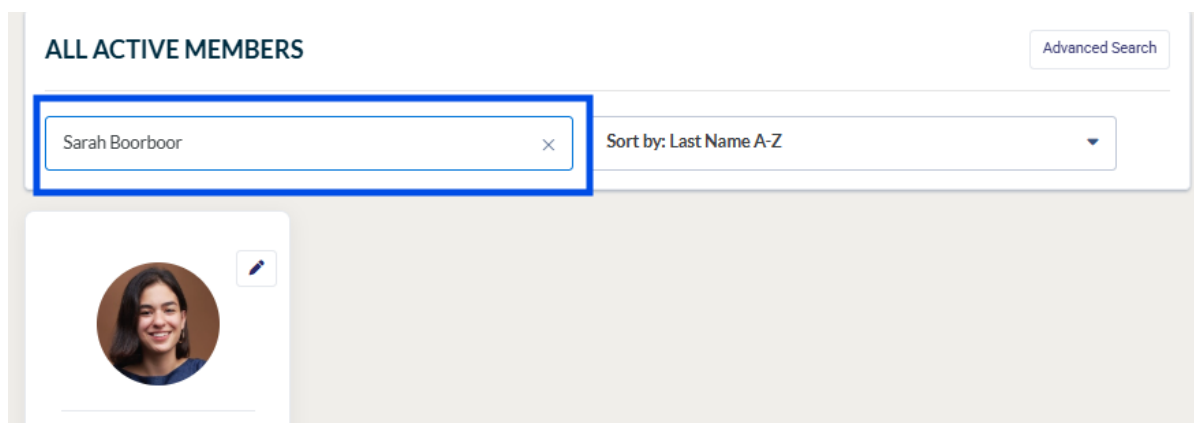 ALL ACTIVE MEMBERS
Advanced Search
Sarah Boorboor
Sort by: Last Name A-Z